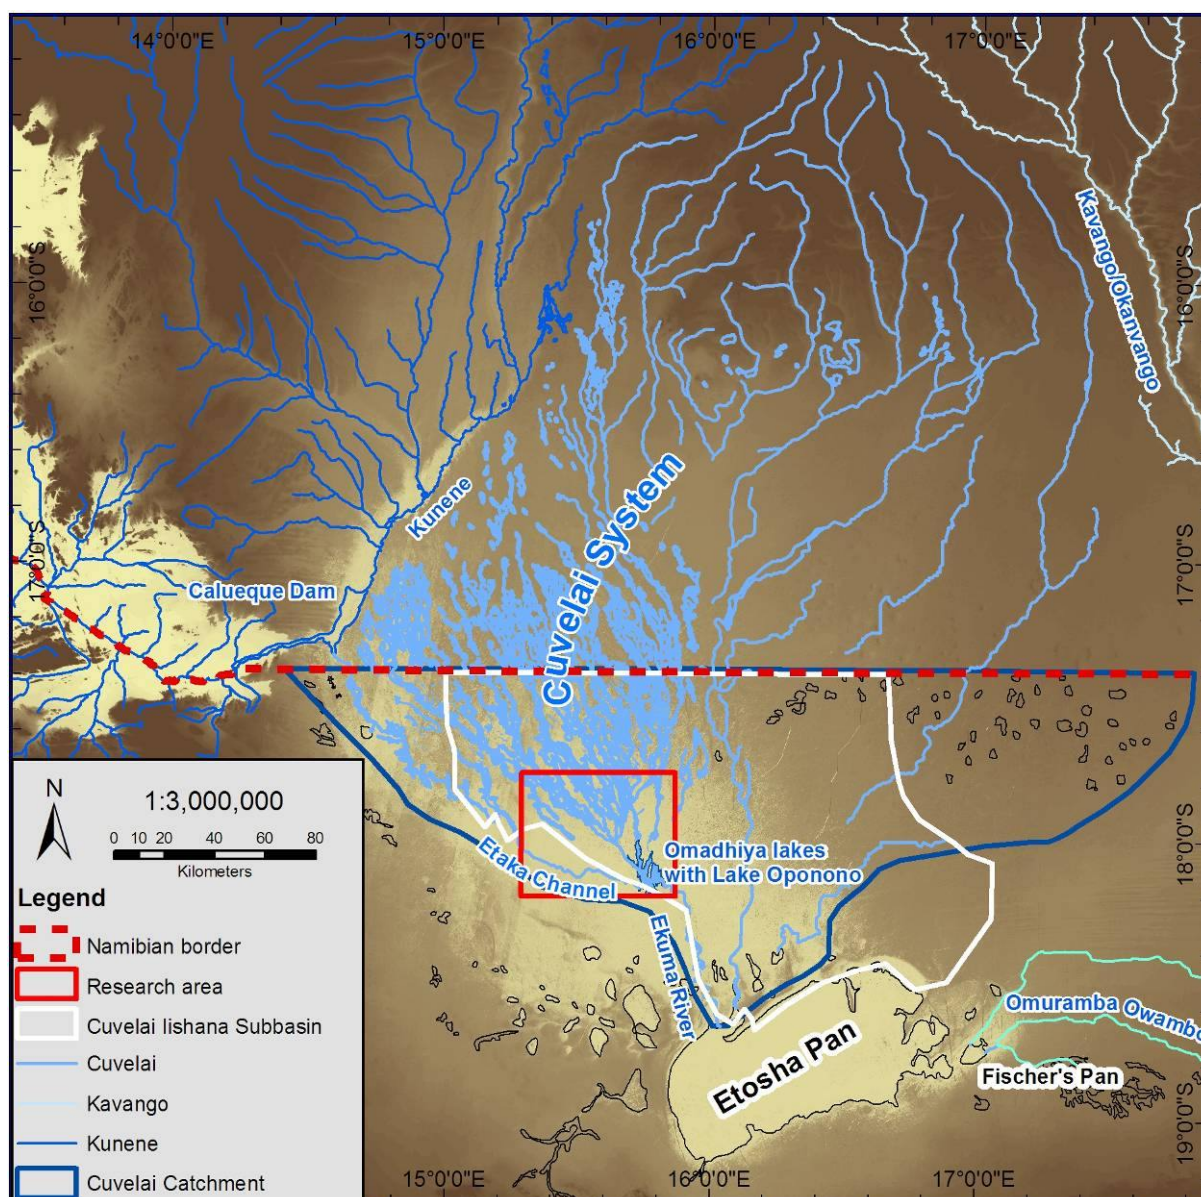 14°0'0"E
15°0'0"E
16°0'0"E
17°0'0"E
16°0'0"S
16°0'0"S
Kavango/Okanvango
Cuvelai System
Kunene
17°0'0"S
17°0'0"S
Calueque Dam
Etaka Channel
Omadhiya lakes
with Lake Oponono
18°0'0"S
Ekuma River
Etosha Pan
Omuramba Owambo
Fischer's Pan
19°0'0"S
15°0'0"E
16°0'0"E
17°0'0"E
N
1:3,000,000
0 10 20 40 60 80
Kilometers
Legend
Namibian border
Research area
Cuvelai Iishana Subbasin
Cuvelai
Kavango
Kunene
Cuvelai Catchment